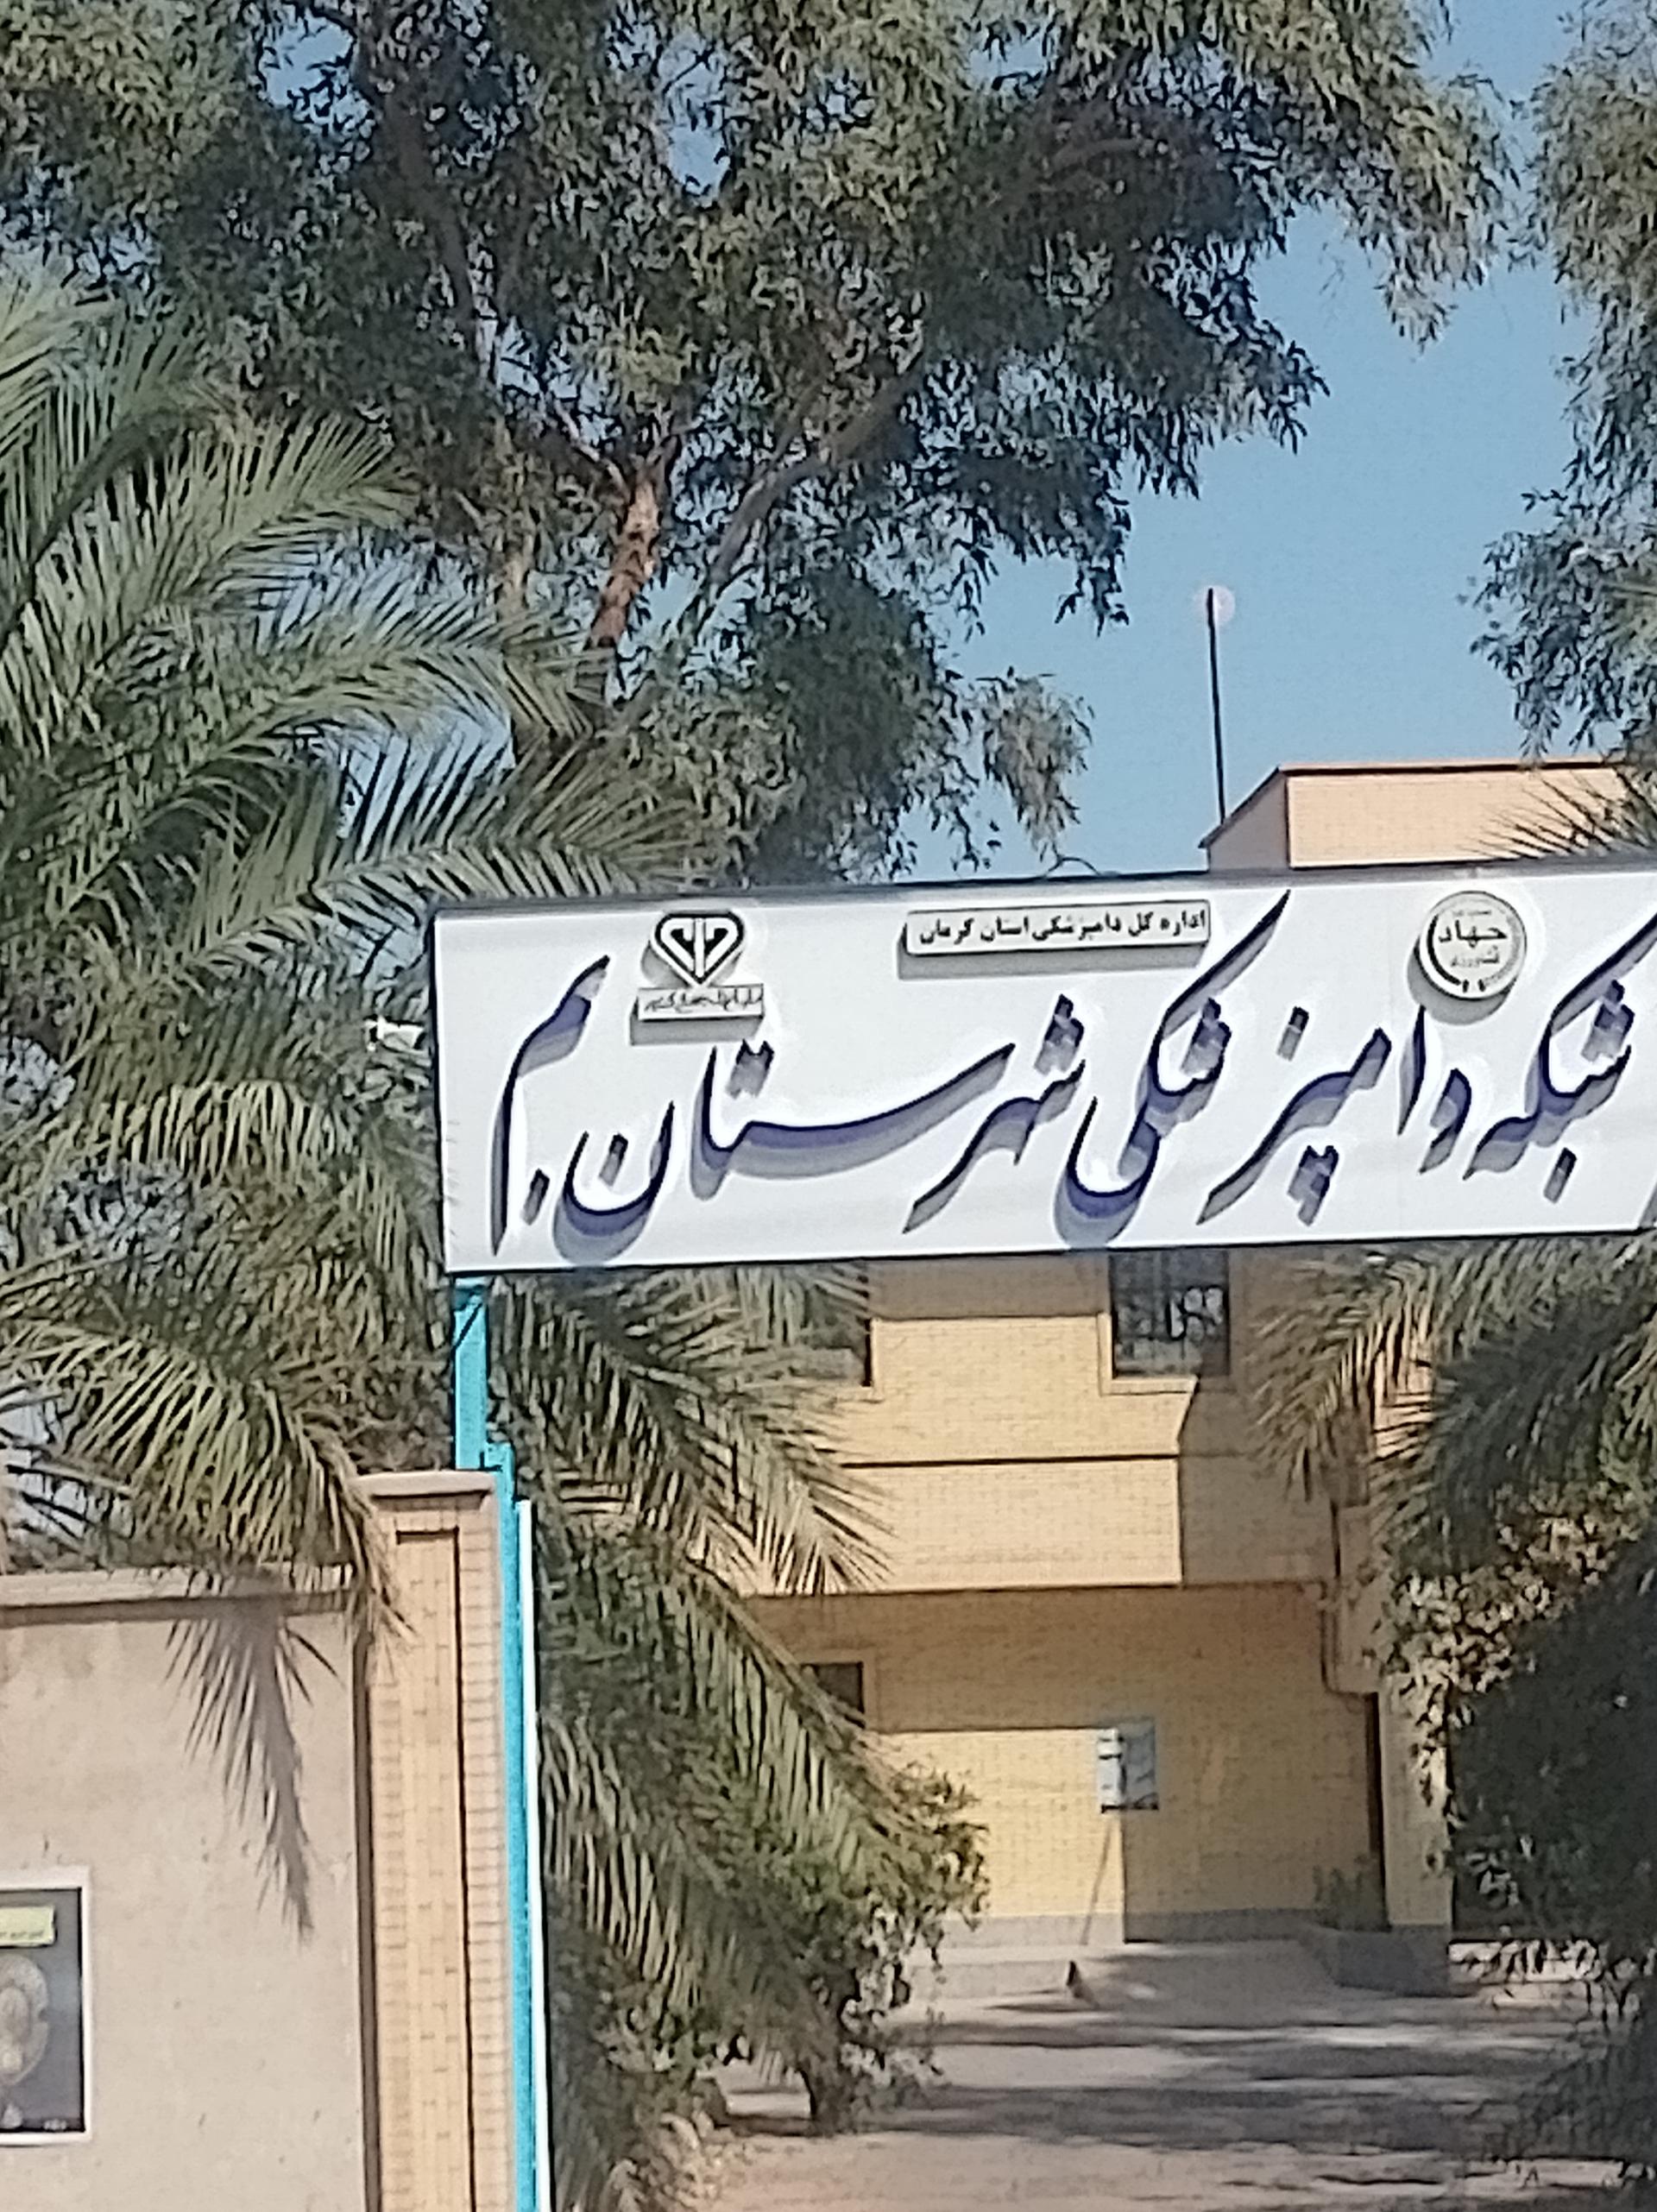 اداره کل دامپزشکی استان کرمان
جهاد
شبکه دامپزشکی شهرستان بم